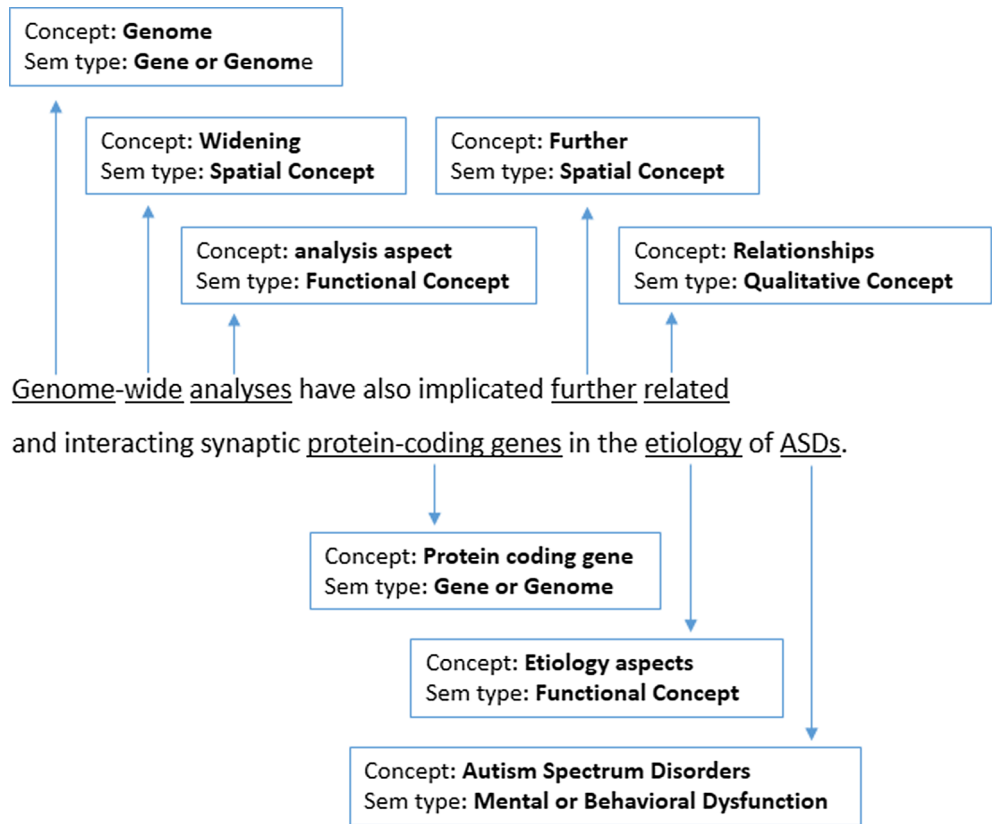 Concept: Genome
Sem type: Gene or Genome
Concept: Widening
Sem type: Spatial Concept
Concept: Further
Sem type: Spatial Concept
Concept: analysis aspect
Sem type: Functional Concept
Concept: Relationships
Sem type: Qualitative Concept
Genome-wide analyses have also implicated further related
and interacting synaptic protein-coding genes in the etiology of ASDs.
Concept: Protein coding gene
Sem type: Gene or Genome
Concept: Etiology aspects
Sem type: Functional Concept
Concept: Autism Spectrum Disorders
Sem type: Mental or Behavioral Dysfunction